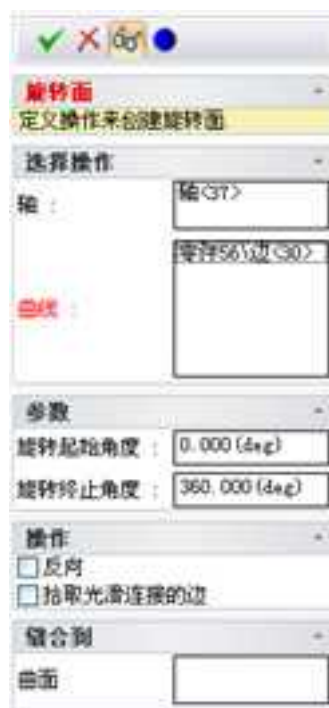 旋转面
定义操作来创建旋转面
选择操作
轴: 轴<37>
零件56\边<30>
曲线:
参数
旋转起始角度: 0.000(deg)
旋转终止角度: 360.000(deg)
操作
反向
拾取光滑连接的边
缝合到
曲面